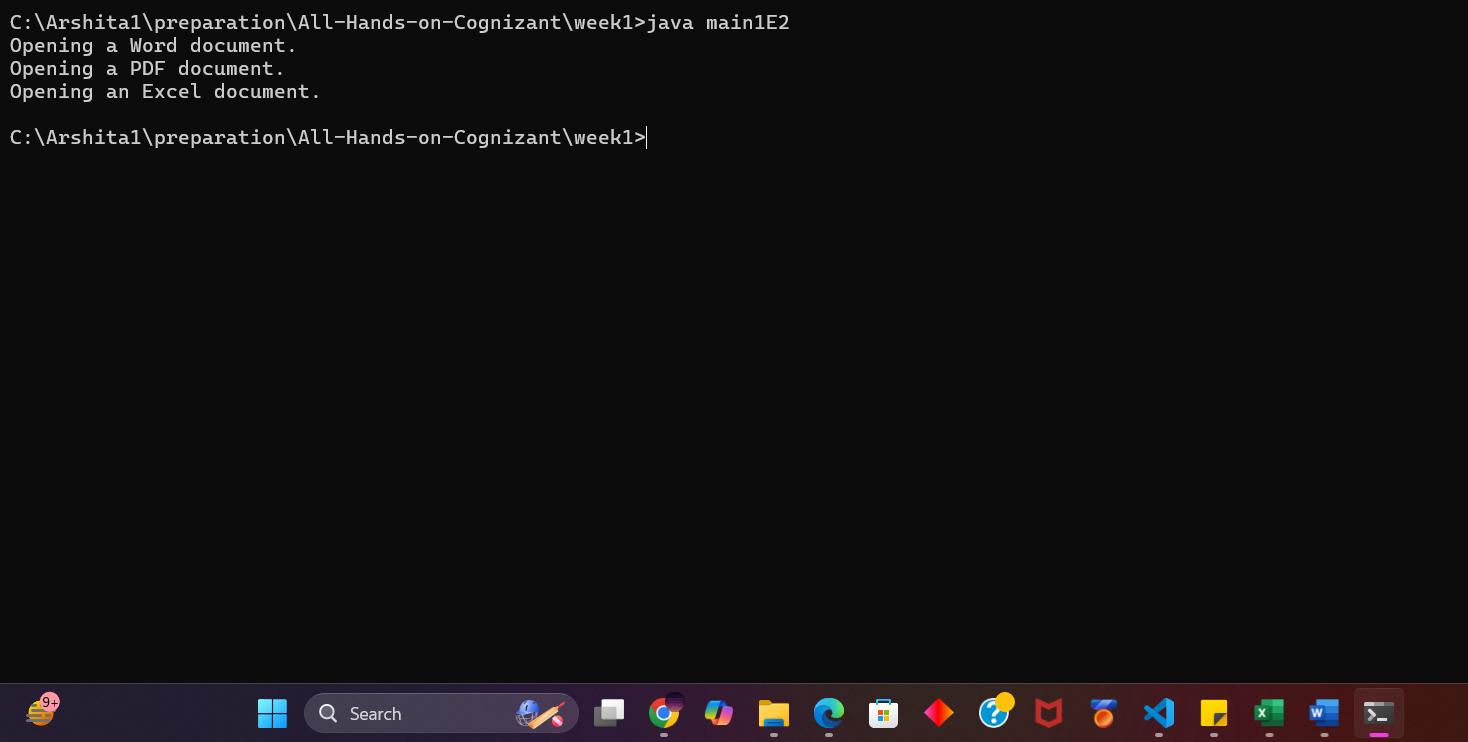 C:\Arshita1\preparation\All-Hands-on-Cognizant\week1>java main1E2
Opening a Word document.
Opening a PDF document.
Opening an Excel document.
C:\Arshita1\preparation\All-Hands-on-Cognizant\week1>
9+
Search